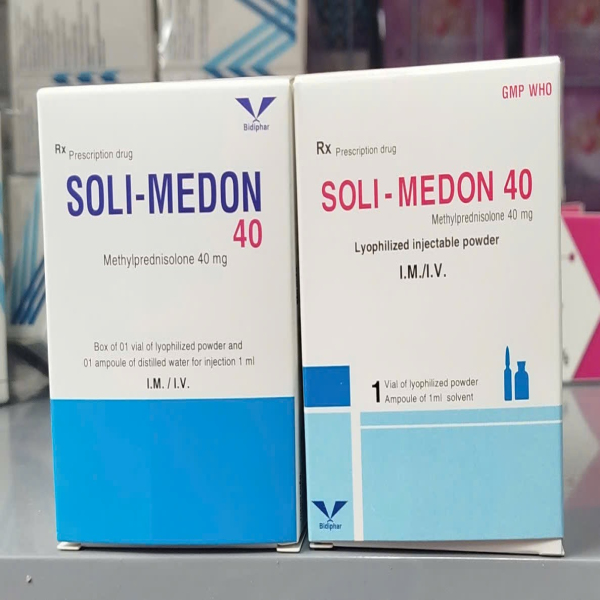 Bidiphar
Rx Prescription drug
SOLI-MEDON
40
Methylprednisolone 40 mg
Box of 01 vial of lyophilized powder and
01 ampoule of distilled water for injection 1 ml
I.M. / I.V.
GMP WHO
Rx Prescription drug
SOLI - MEDON 40
Methylprednisolone 40 mg
Lyophilized injectable powder
I.M./I.V.
1 Vial of lyophilized powder
Ampoule of 1ml solvent
Bidiphar